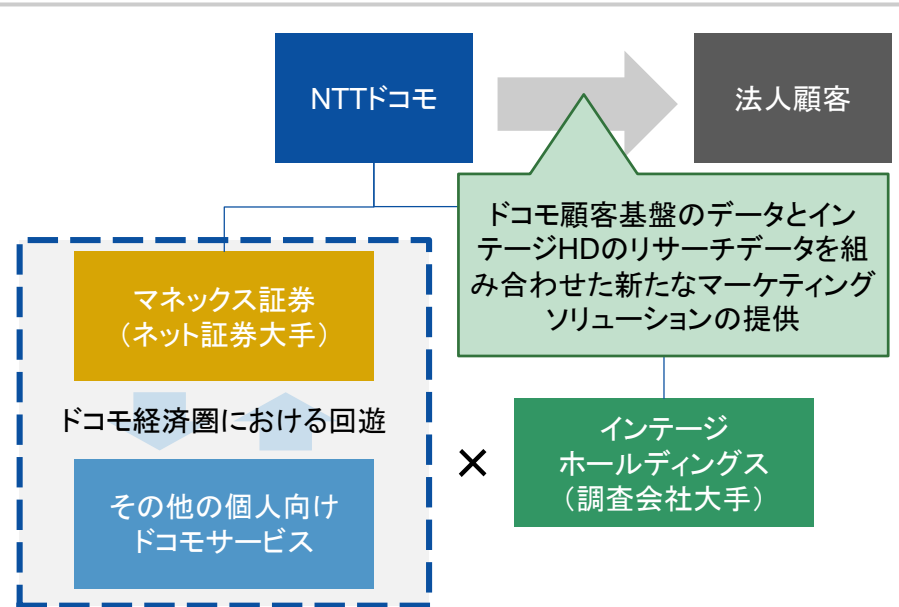 NTTドコモ
法人顧客
ドコモ顧客基盤のデータとイン
テージHDのリサーチデータを組
み合わせた新たなマーケティング
ソリューションの提供
マネックス証券
（ネット証券大手）
ドコモ経済圏における回遊
その他の個人向け
ドコモサービス
×
インテージ
ホールディングス
（調査会社大手）